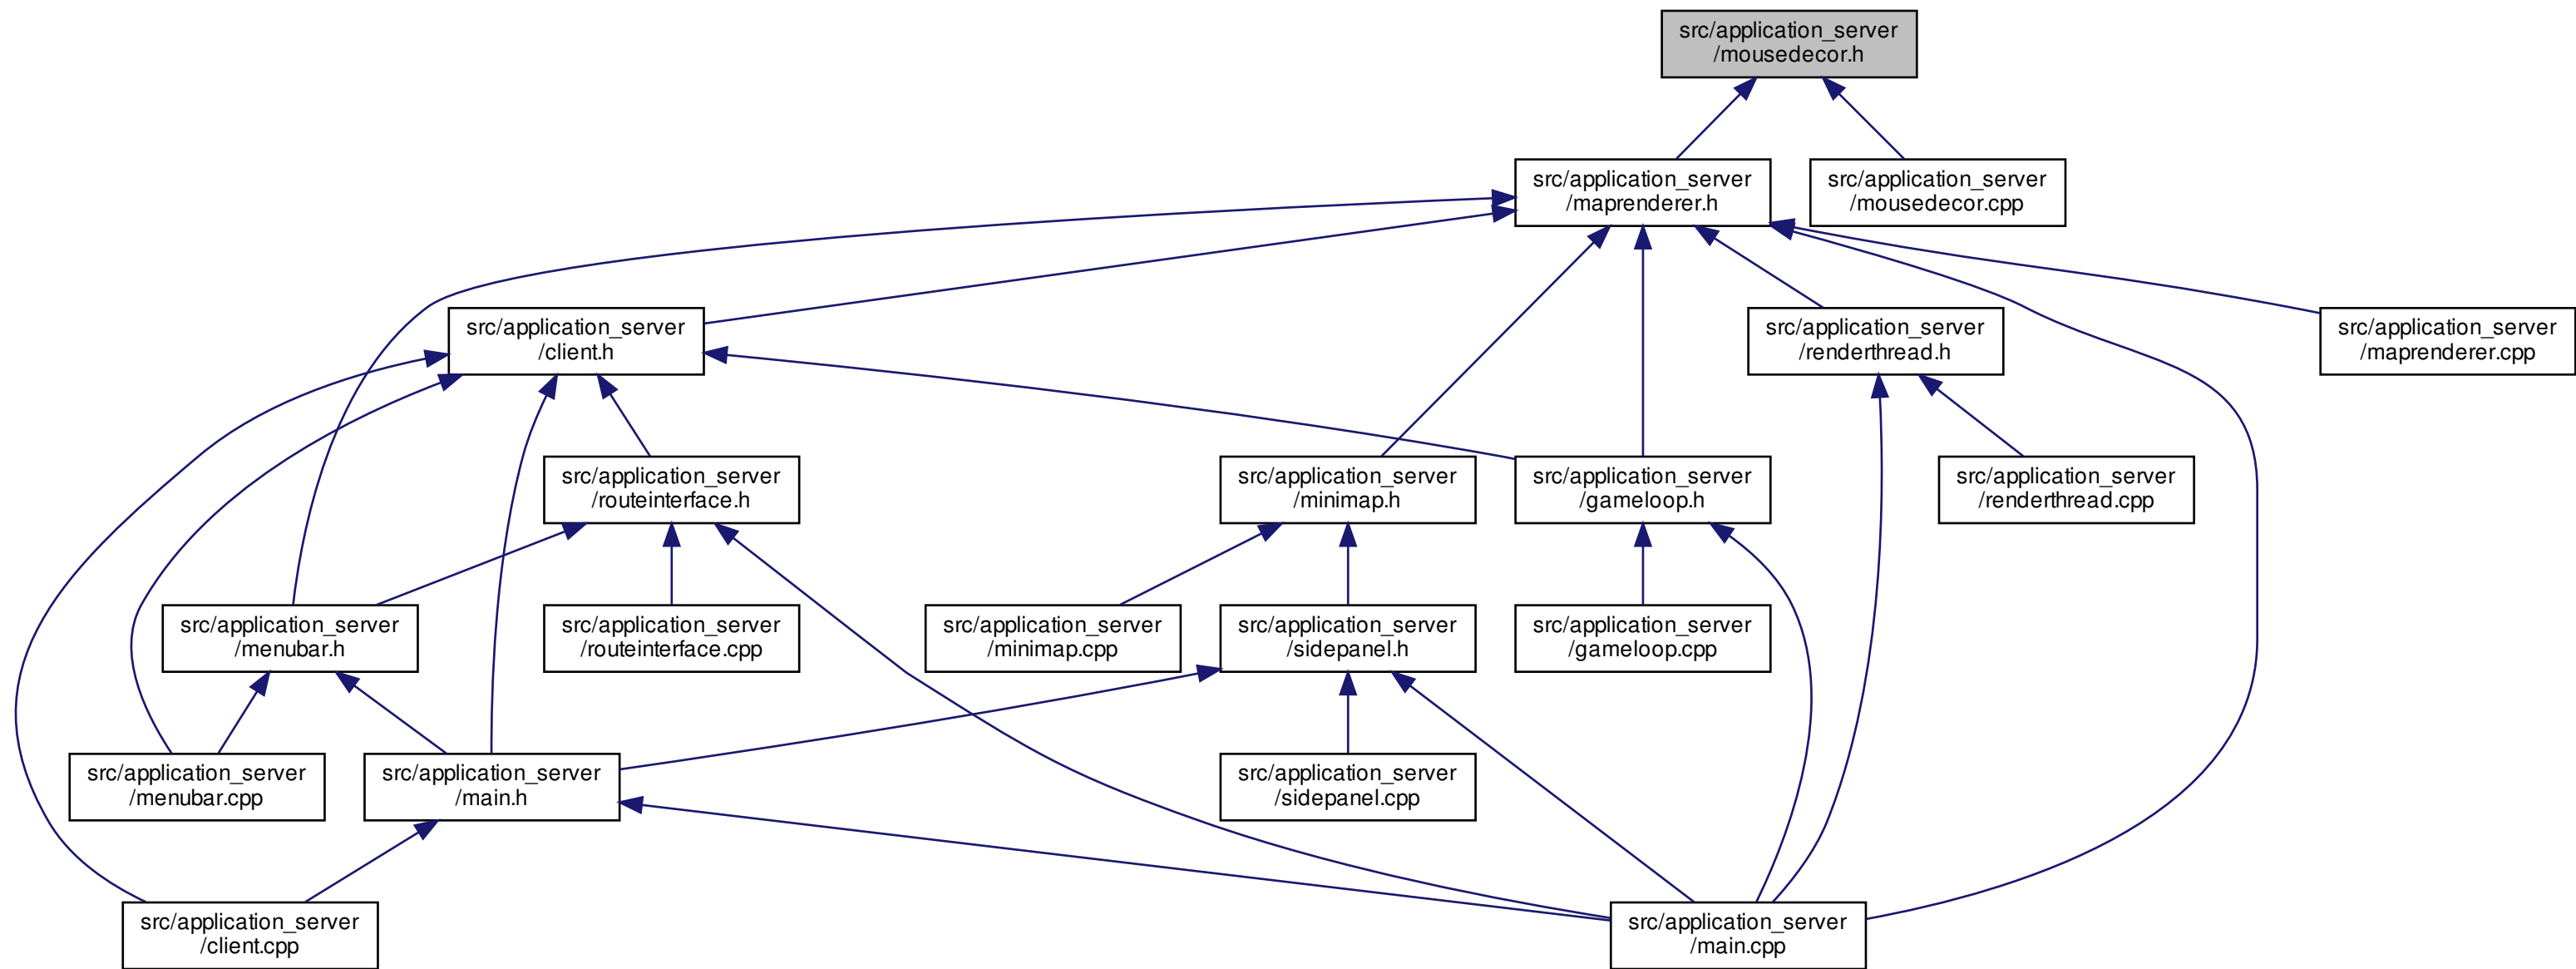 src/application_server
/mousedecor.h
src/application_server
/maprenderer.h
src/application_server
/mousedecor.cpp
src/application_server
/client.h
src/application_server
/renderthread.h
src/application_server
/maprenderer.cpp
src/application_server
/routeinterface.h
src/application_server
/minimap.h
src/application_server
/gameloop.h
src/application_server
/renderthread.cpp
src/application_server
/menubar.h
src/application_server
/routeinterface.cpp
src/application_server
/minimap.cpp
src/application_server
/sidepanel.h
src/application_server
/gameloop.cpp
src/application_server
/menubar.cpp
src/application_server
/main.h
src/application_server
/sidepanel.cpp
src/application_server
/client.cpp
src/application_server
/main.cpp